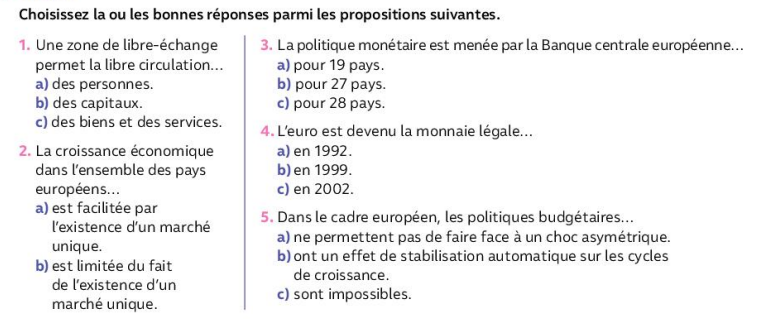 Choisissez la ou les bonnes réponses parmi les propositions suivantes.
1. Une zone de libre-échange
permet la libre circulation...
a) des personnes.
b) des capitaux.
c) des biens et des services.
2. La croissance économique
dans l'ensemble des pays
européens...
a) est facilitée par
l'existence d'un marché
unique.
b) est limitée du fait
de l'existence d'un
marché unique.
3. La politique monétaire est menée par la Banque centrale européenne...
a) pour 19 pays.
b) pour 27 pays.
c) pour 28 pays.
4. L'euro est devenu la monnaie légale...
a) en 1992.
b) en 1999.
c) en 2002.
5. Dans le cadre européen, les politiques budgétaires...
a) ne permettent pas de faire face à un choc asymétrique.
b) ont un effet de stabilisation automatique sur les cycles
de croissance.
c) sont impossibles.